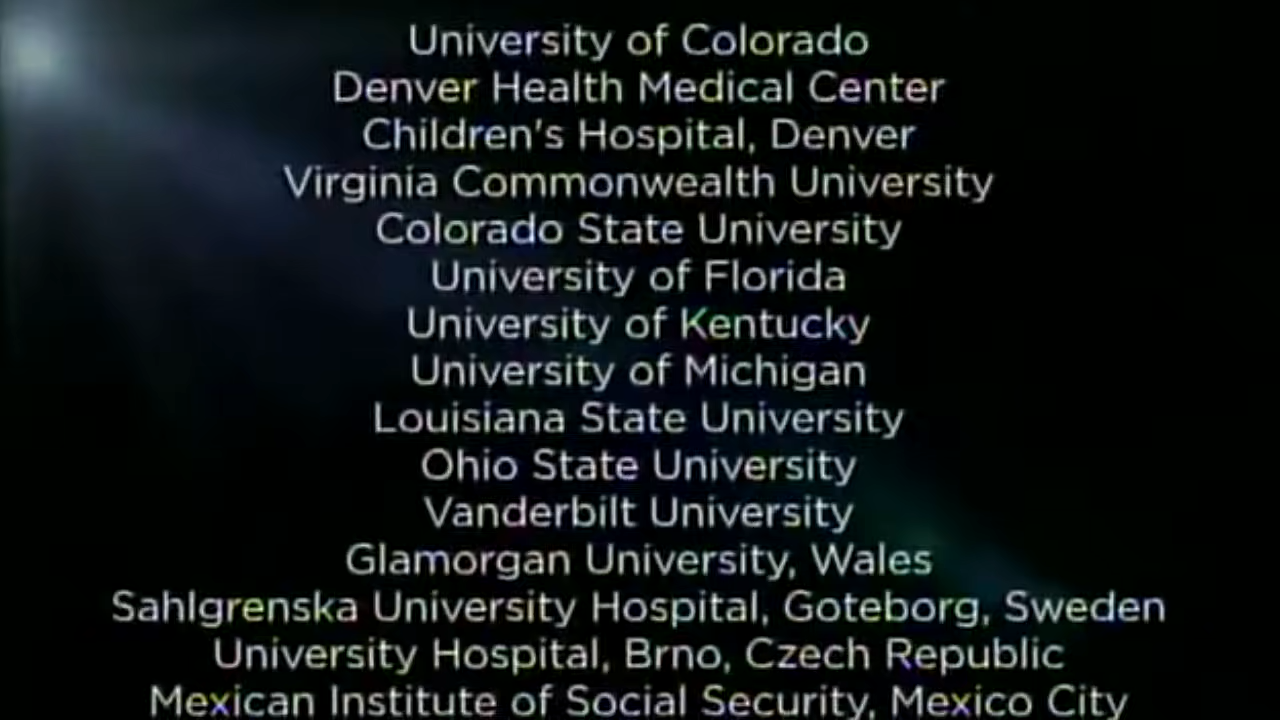 University of Colorado
Denver Health Medical Center
Children's Hospital, Denver
Virginia Commonwealth University
Colorado State University
University of Florida
University of Kentucky
University of Michigan
Louisiana State University
Ohio State University
Vanderbilt University
Glamorgan University, Wales
Sahlgrenska University Hospital, Goteborg, Sweden
University Hospital, Brno, Czech Republic
Mexican Institute of Social Security, Mexico City